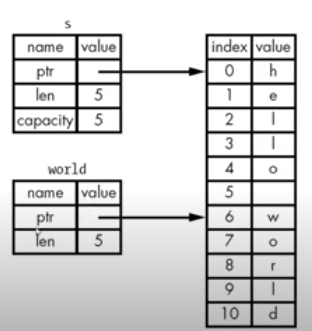 s
name value
ptr
len 5
capacity 5
world
name value
ptr
len 5
index value
0 h
1 e
2 l
3 l
4 o
5
6 w
7 o
8 r
9 l
10 d